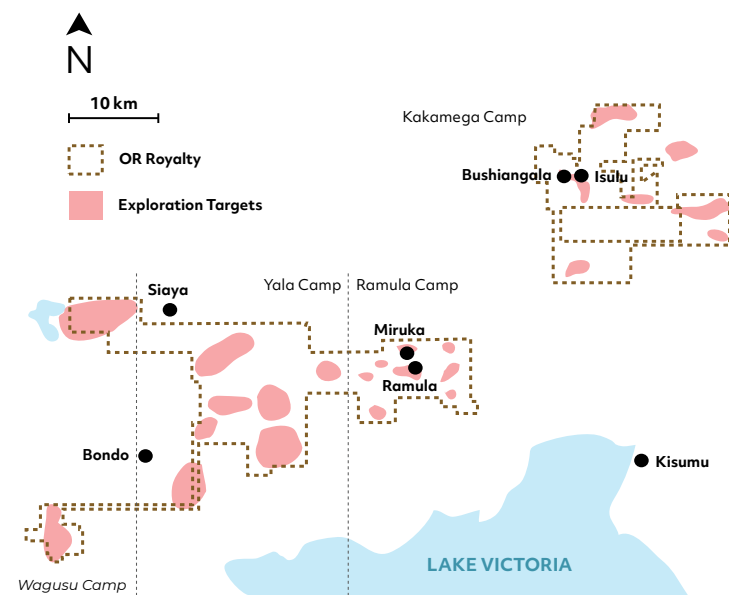 N
10 km
OR Royalty
Exploration Targets
Kakamega Camp
Bushiangala
Isulu
Yala Camp
Ramula Camp
Siaya
Miruka
Ramula
Bondo
Kisumu
LAKE VICTORIA
Wagusu Camp